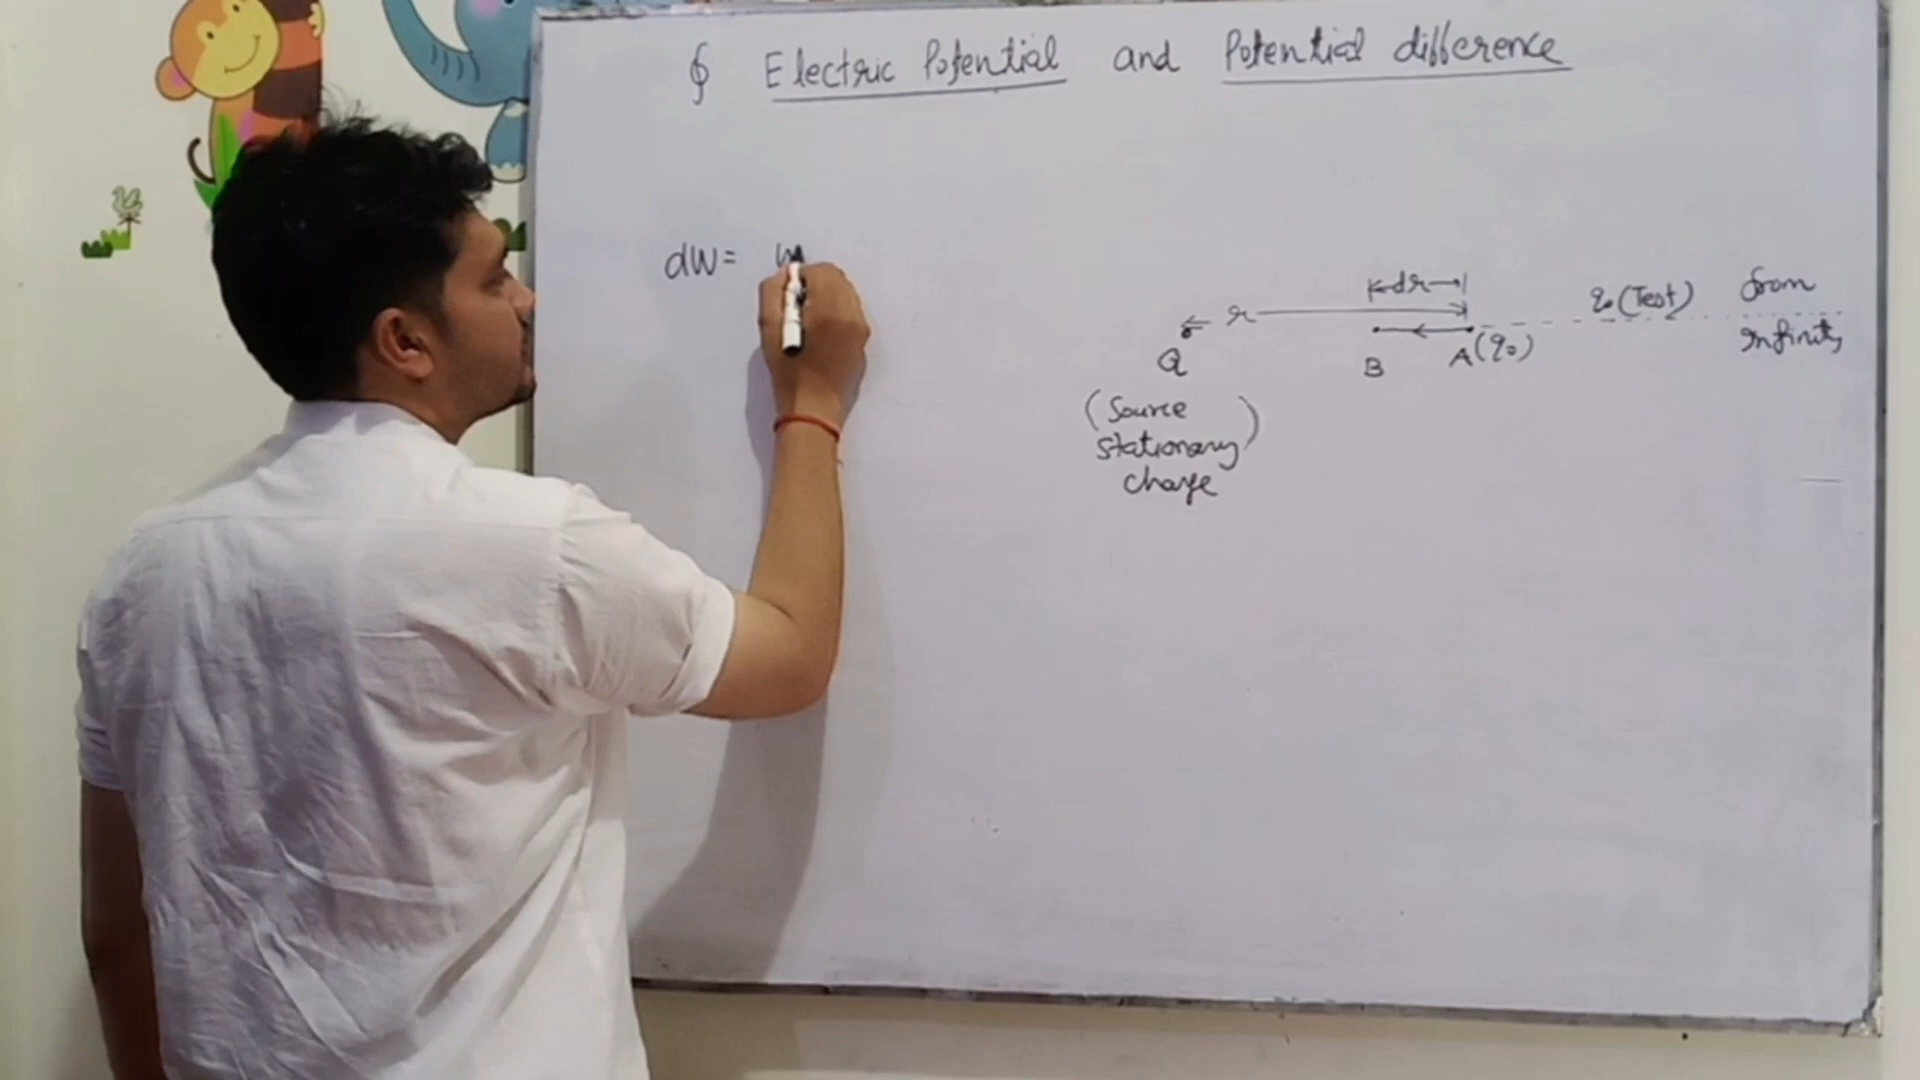 § Electric Potential and Potential difference
dW = W
dr
r
q₀ (Test) from infinity
Q B A(q₀)
(Source
stationary)
charge